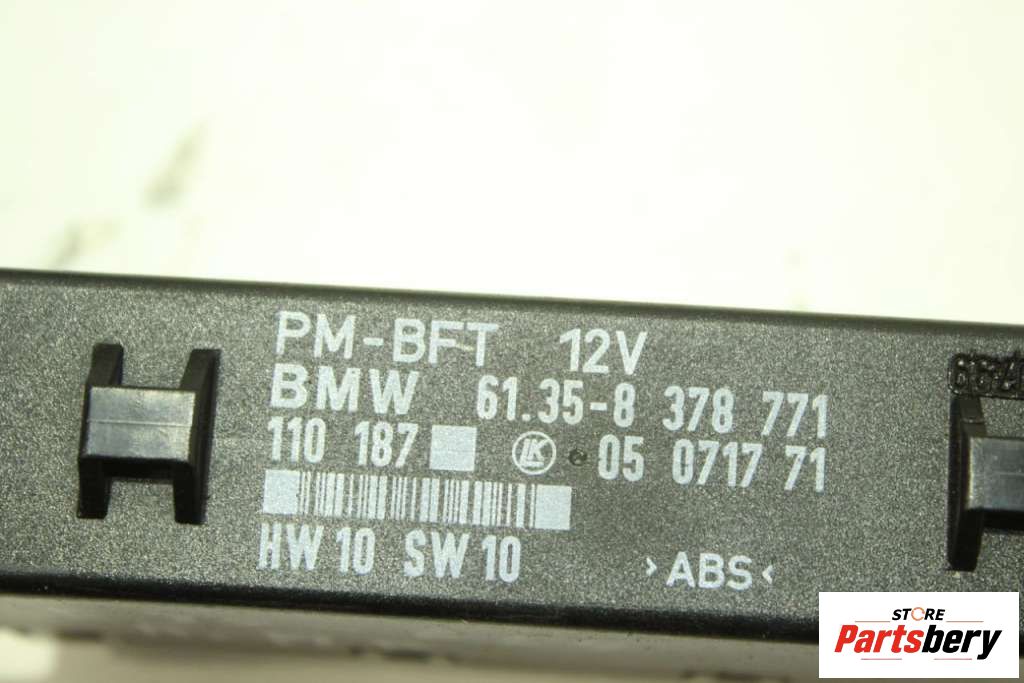 PM-BFT 12V
BMW 61.35-8 378 771
110 187 LK 05 0717 71
HW 10 SW 10
>ABS<
STORE
Partsbery